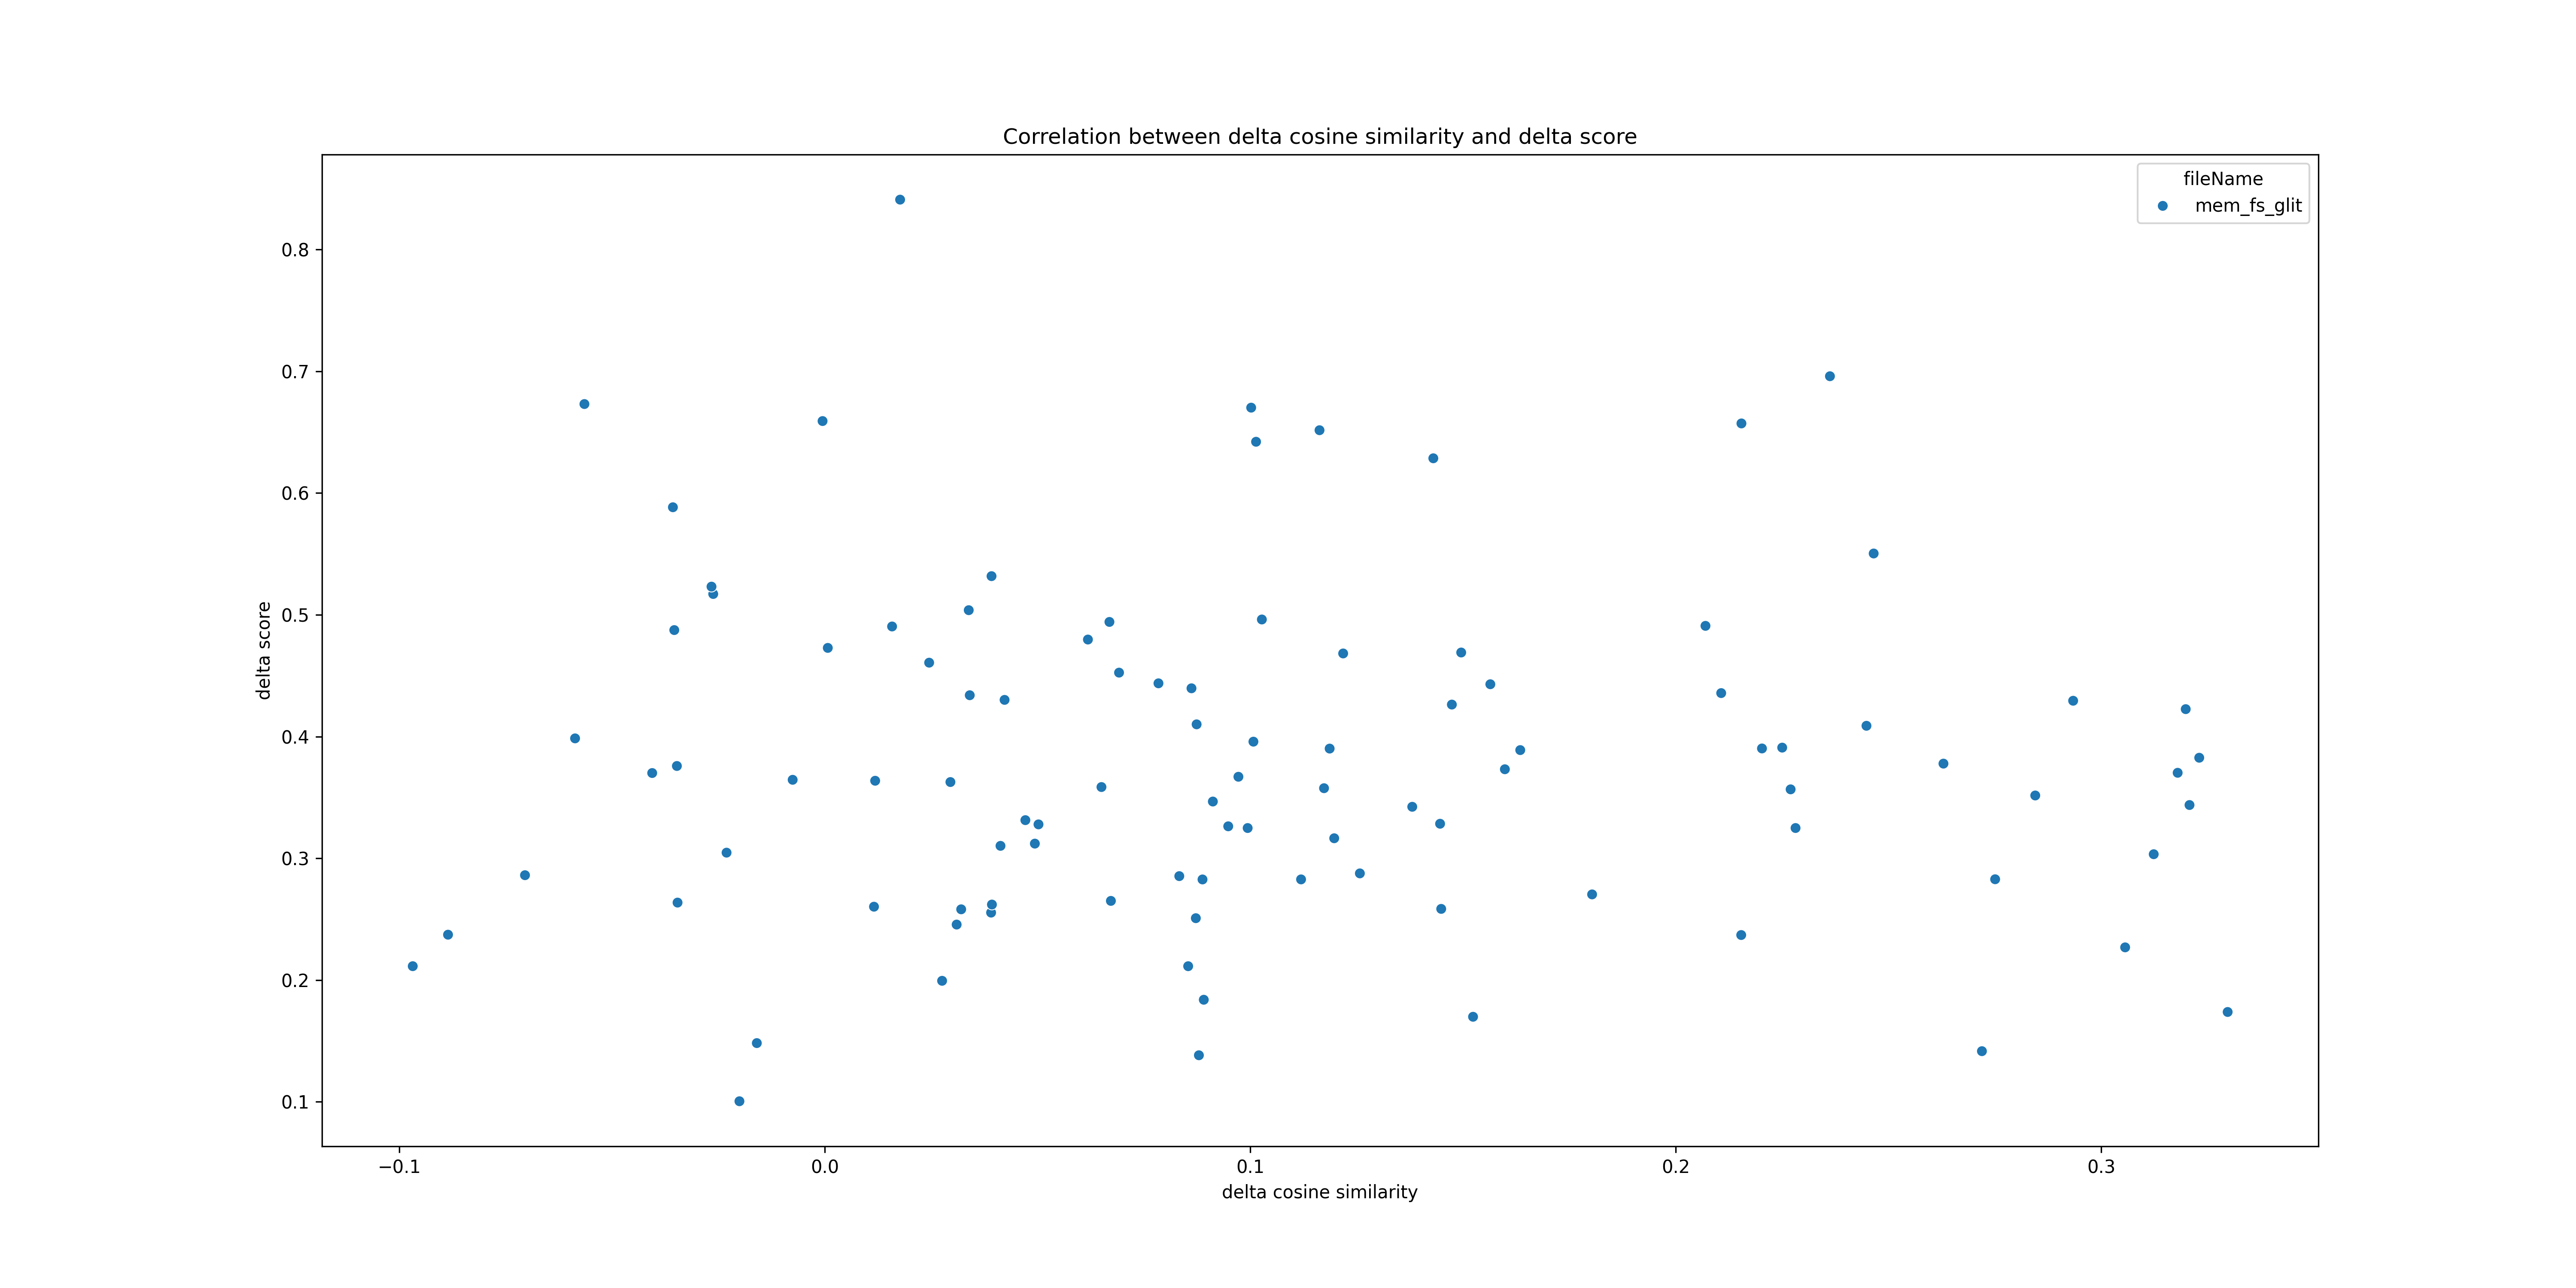 Correlation between delta cosine similarity and delta score
fileName
mem_fs_glit
0.8
0.7
0.6
0.5
0.4
0.3
0.2
0.1
delta score
−0.1
0.0
0.1
0.2
0.3
delta cosine similarity